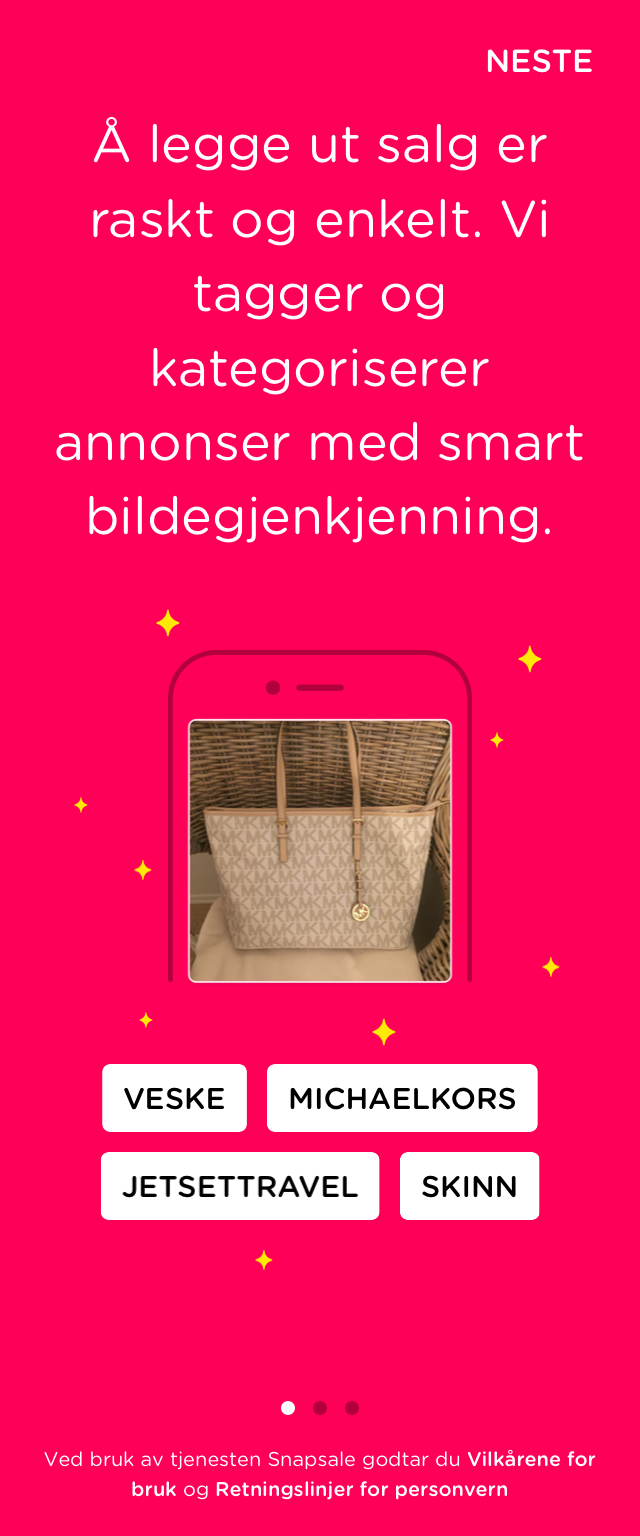 NESTE
Å legge ut salg er
raskt og enkelt. Vi
tagger og
kategoriserer
annonser med smart
bildegjenkjenning.
VESKE MICHAELKORS
JETSETTRAVEL SKINN
Ved bruk av tjenesten Snapsale godtar du Vilkårene for
bruk og Retningslinjer for personvern